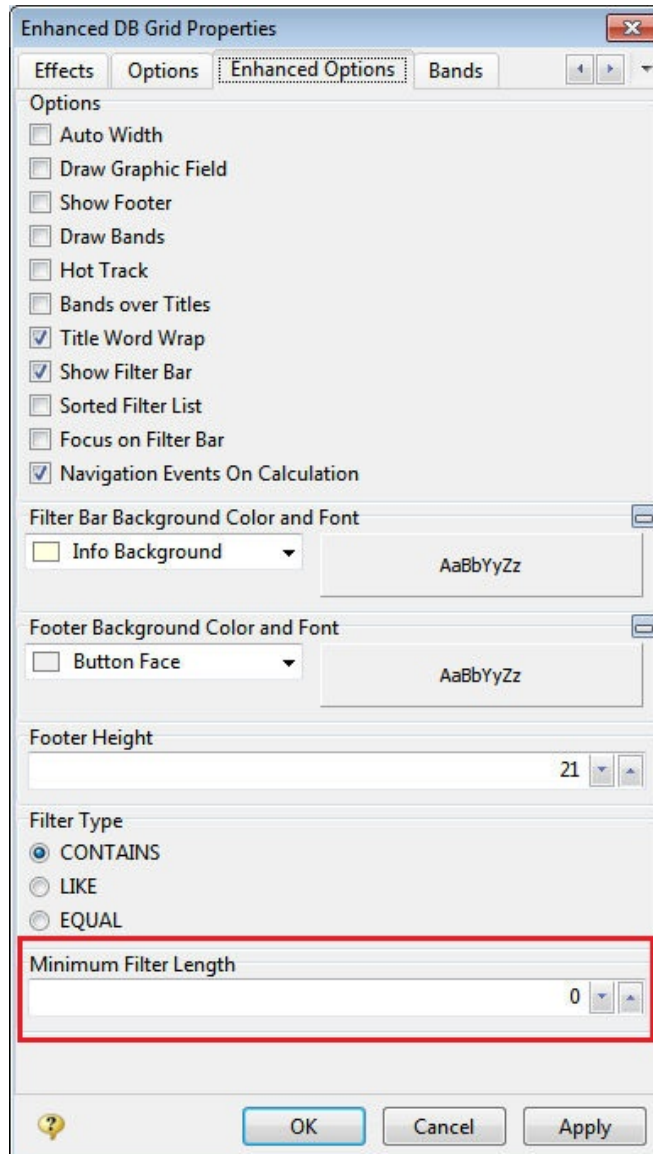 Enhanced DB Grid Properties
Effects Options Enhanced Options Bands
Options
Auto Width
Draw Graphic Field
Show Footer
Draw Bands
Hot Track
Bands over Titles
Title Word Wrap
Show Filter Bar
Sorted Filter List
Focus on Filter Bar
Navigation Events On Calculation
Filter Bar Background Color and Font
Info Background AaBbYyZz
Footer Background Color and Font
Button Face AaBbYyZz
Footer Height
21
Filter Type
CONTAINS
LIKE
EQUAL
Minimum Filter Length
0
? OK Cancel Apply